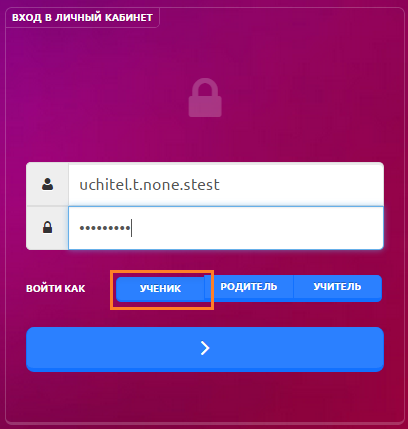 ВХОД В ЛИЧНЫЙ КАБИНЕТ
uchitel.t.none.stest
•••••••••
ВОЙТИ КАК УЧЕНИК РОДИТЕЛЬ УЧИТЕЛЬ